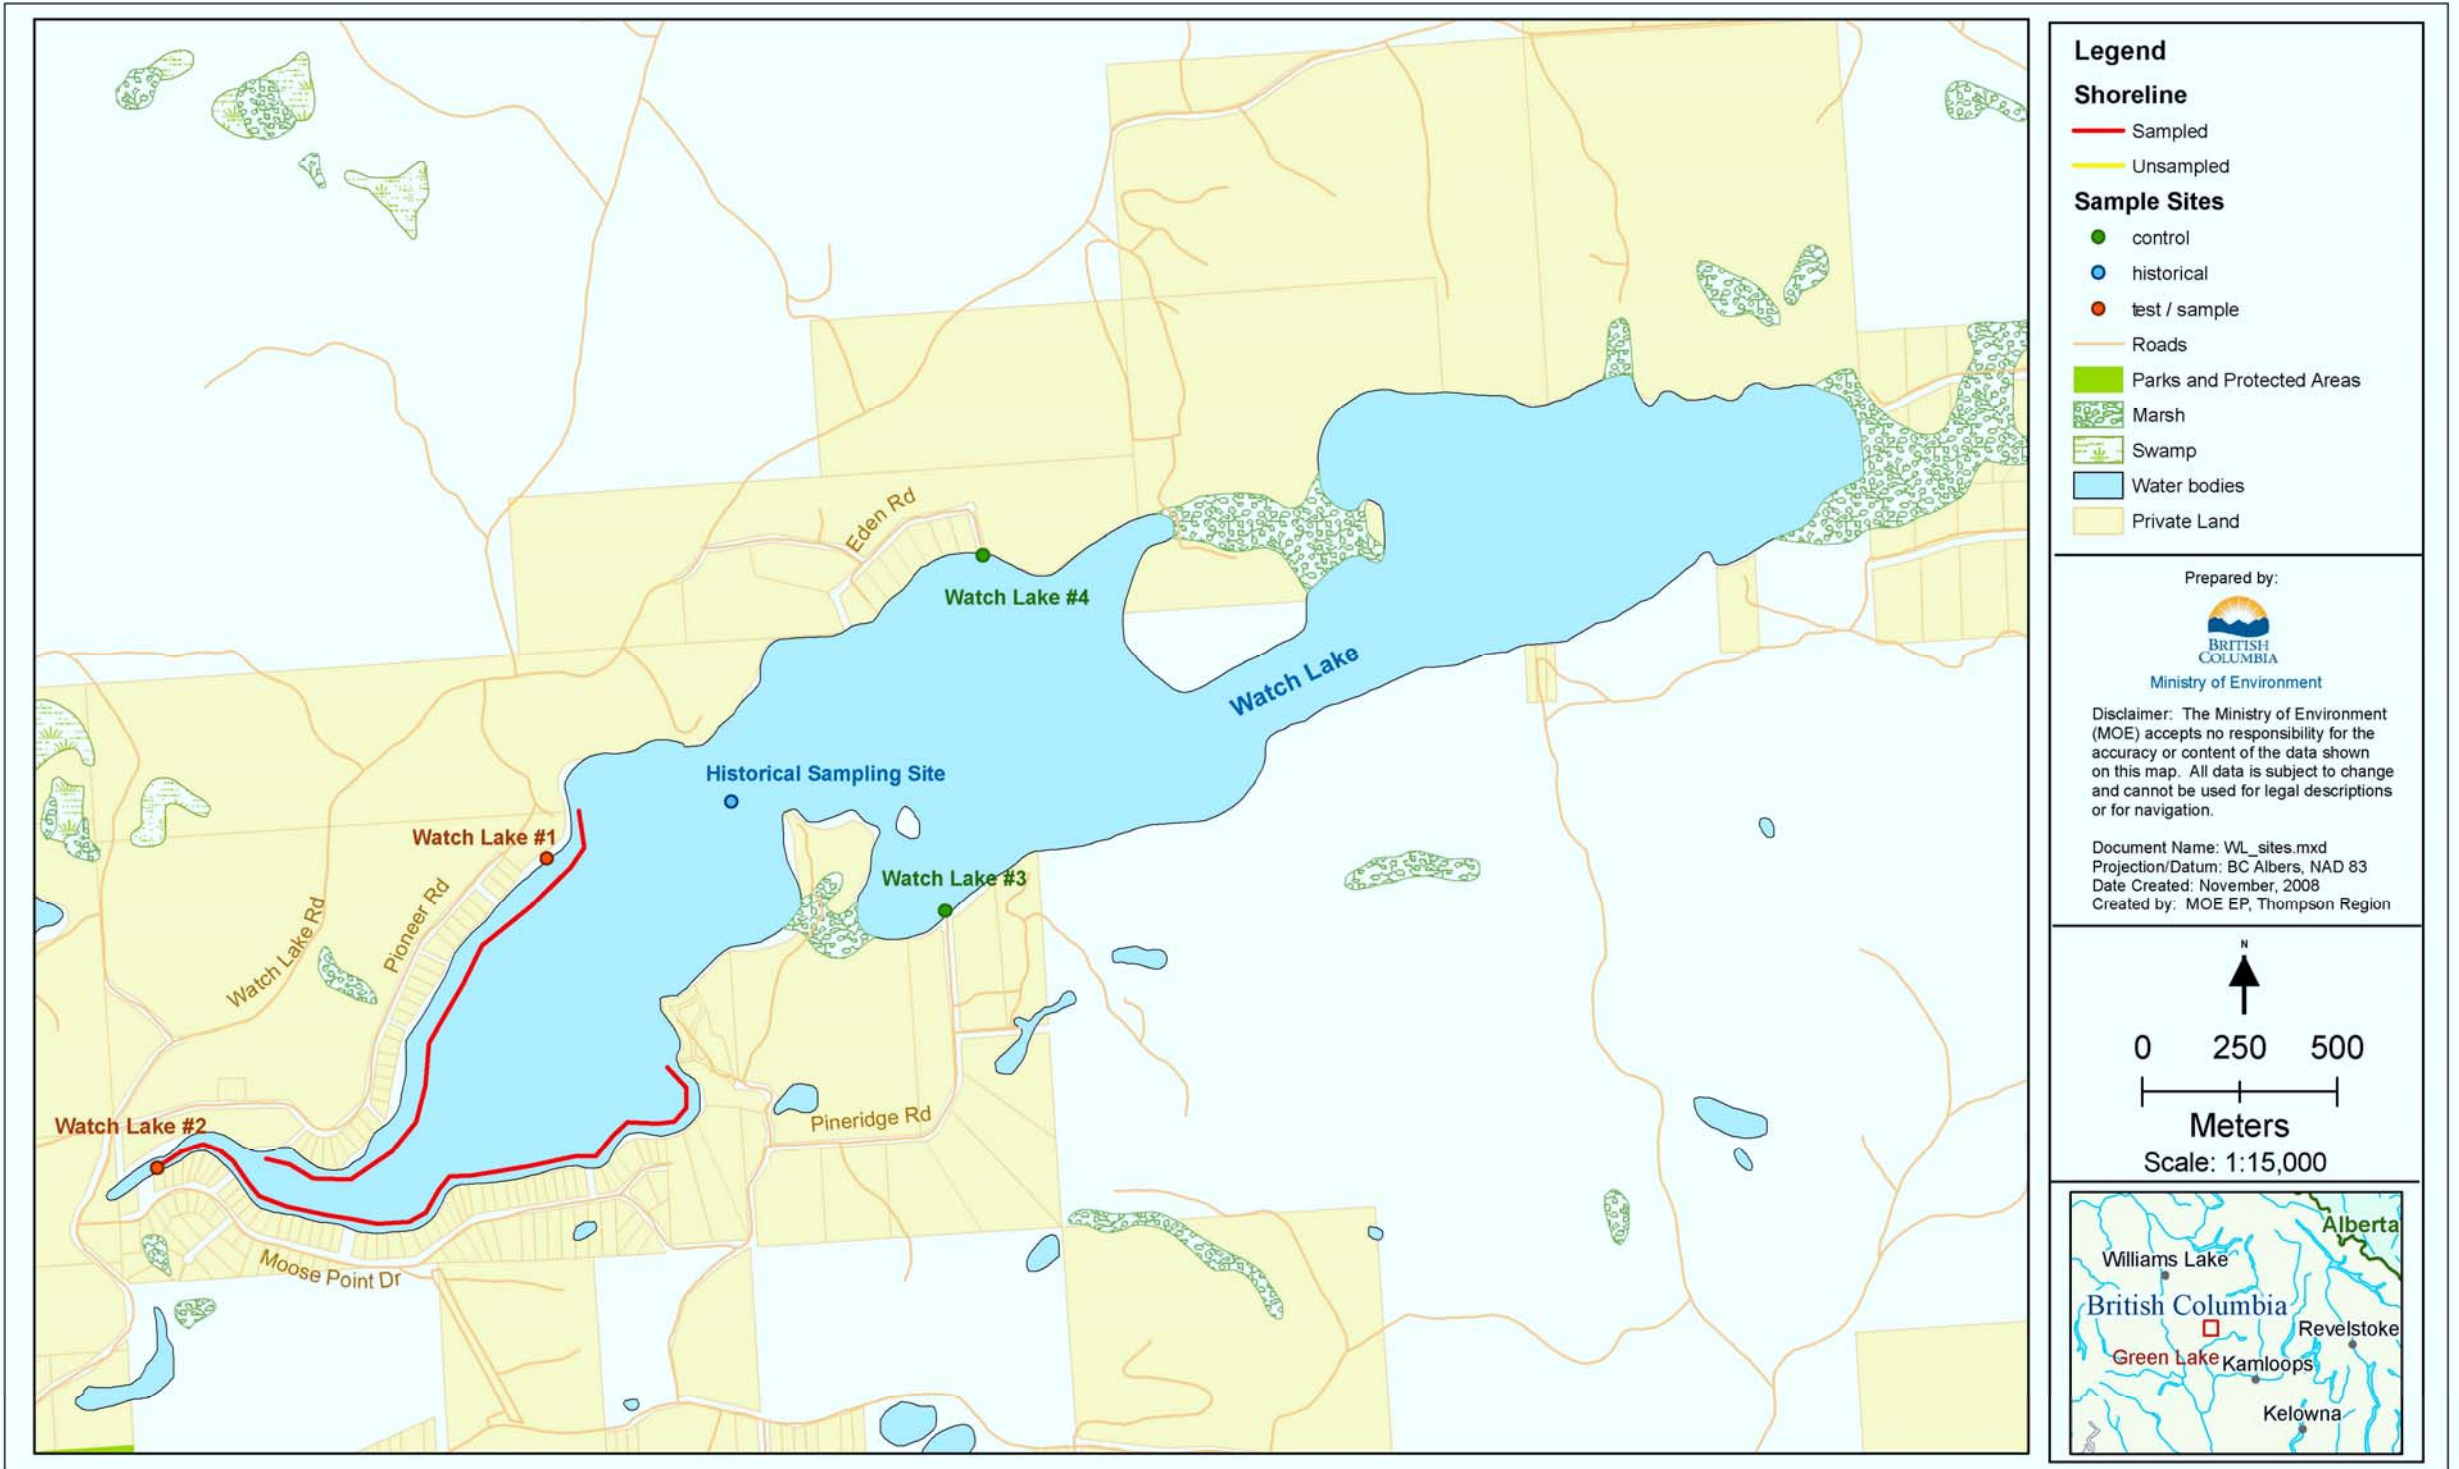 Eden Rd
Watch Lake #4
Watch Lake
Historical Sampling Site
Watch Lake #1
Watch Lake #3
Pioneer Rd
Watch Lake Rd
Watch Lake #2
Pineridge Rd
Moose Point Dr
Legend
Shoreline
Sampled
Unsampled
Sample Sites
control
historical
test / sample
Roads
Parks and Protected Areas
Marsh
Swamp
Water bodies
Private Land
Prepared by:
BRITISH
COLUMBIA
Ministry of Environment
Disclaimer: The Ministry of Environment
(MOE) accepts no responsibility for the
accuracy or content of the data shown
on this map. All data is subject to change
and cannot be used for legal descriptions
or for navigation.
Document Name: WL_sites.mxd
Projection/Datum: BC Albers, NAD 83
Date Created: November, 2008
Created by: MOE EP, Thompson Region
N
0 250 500
Meters
Scale: 1:15,000
Alberta
Williams Lake
British Columbia
Revelstoke
Green Lake
Kamloops
Kelowna